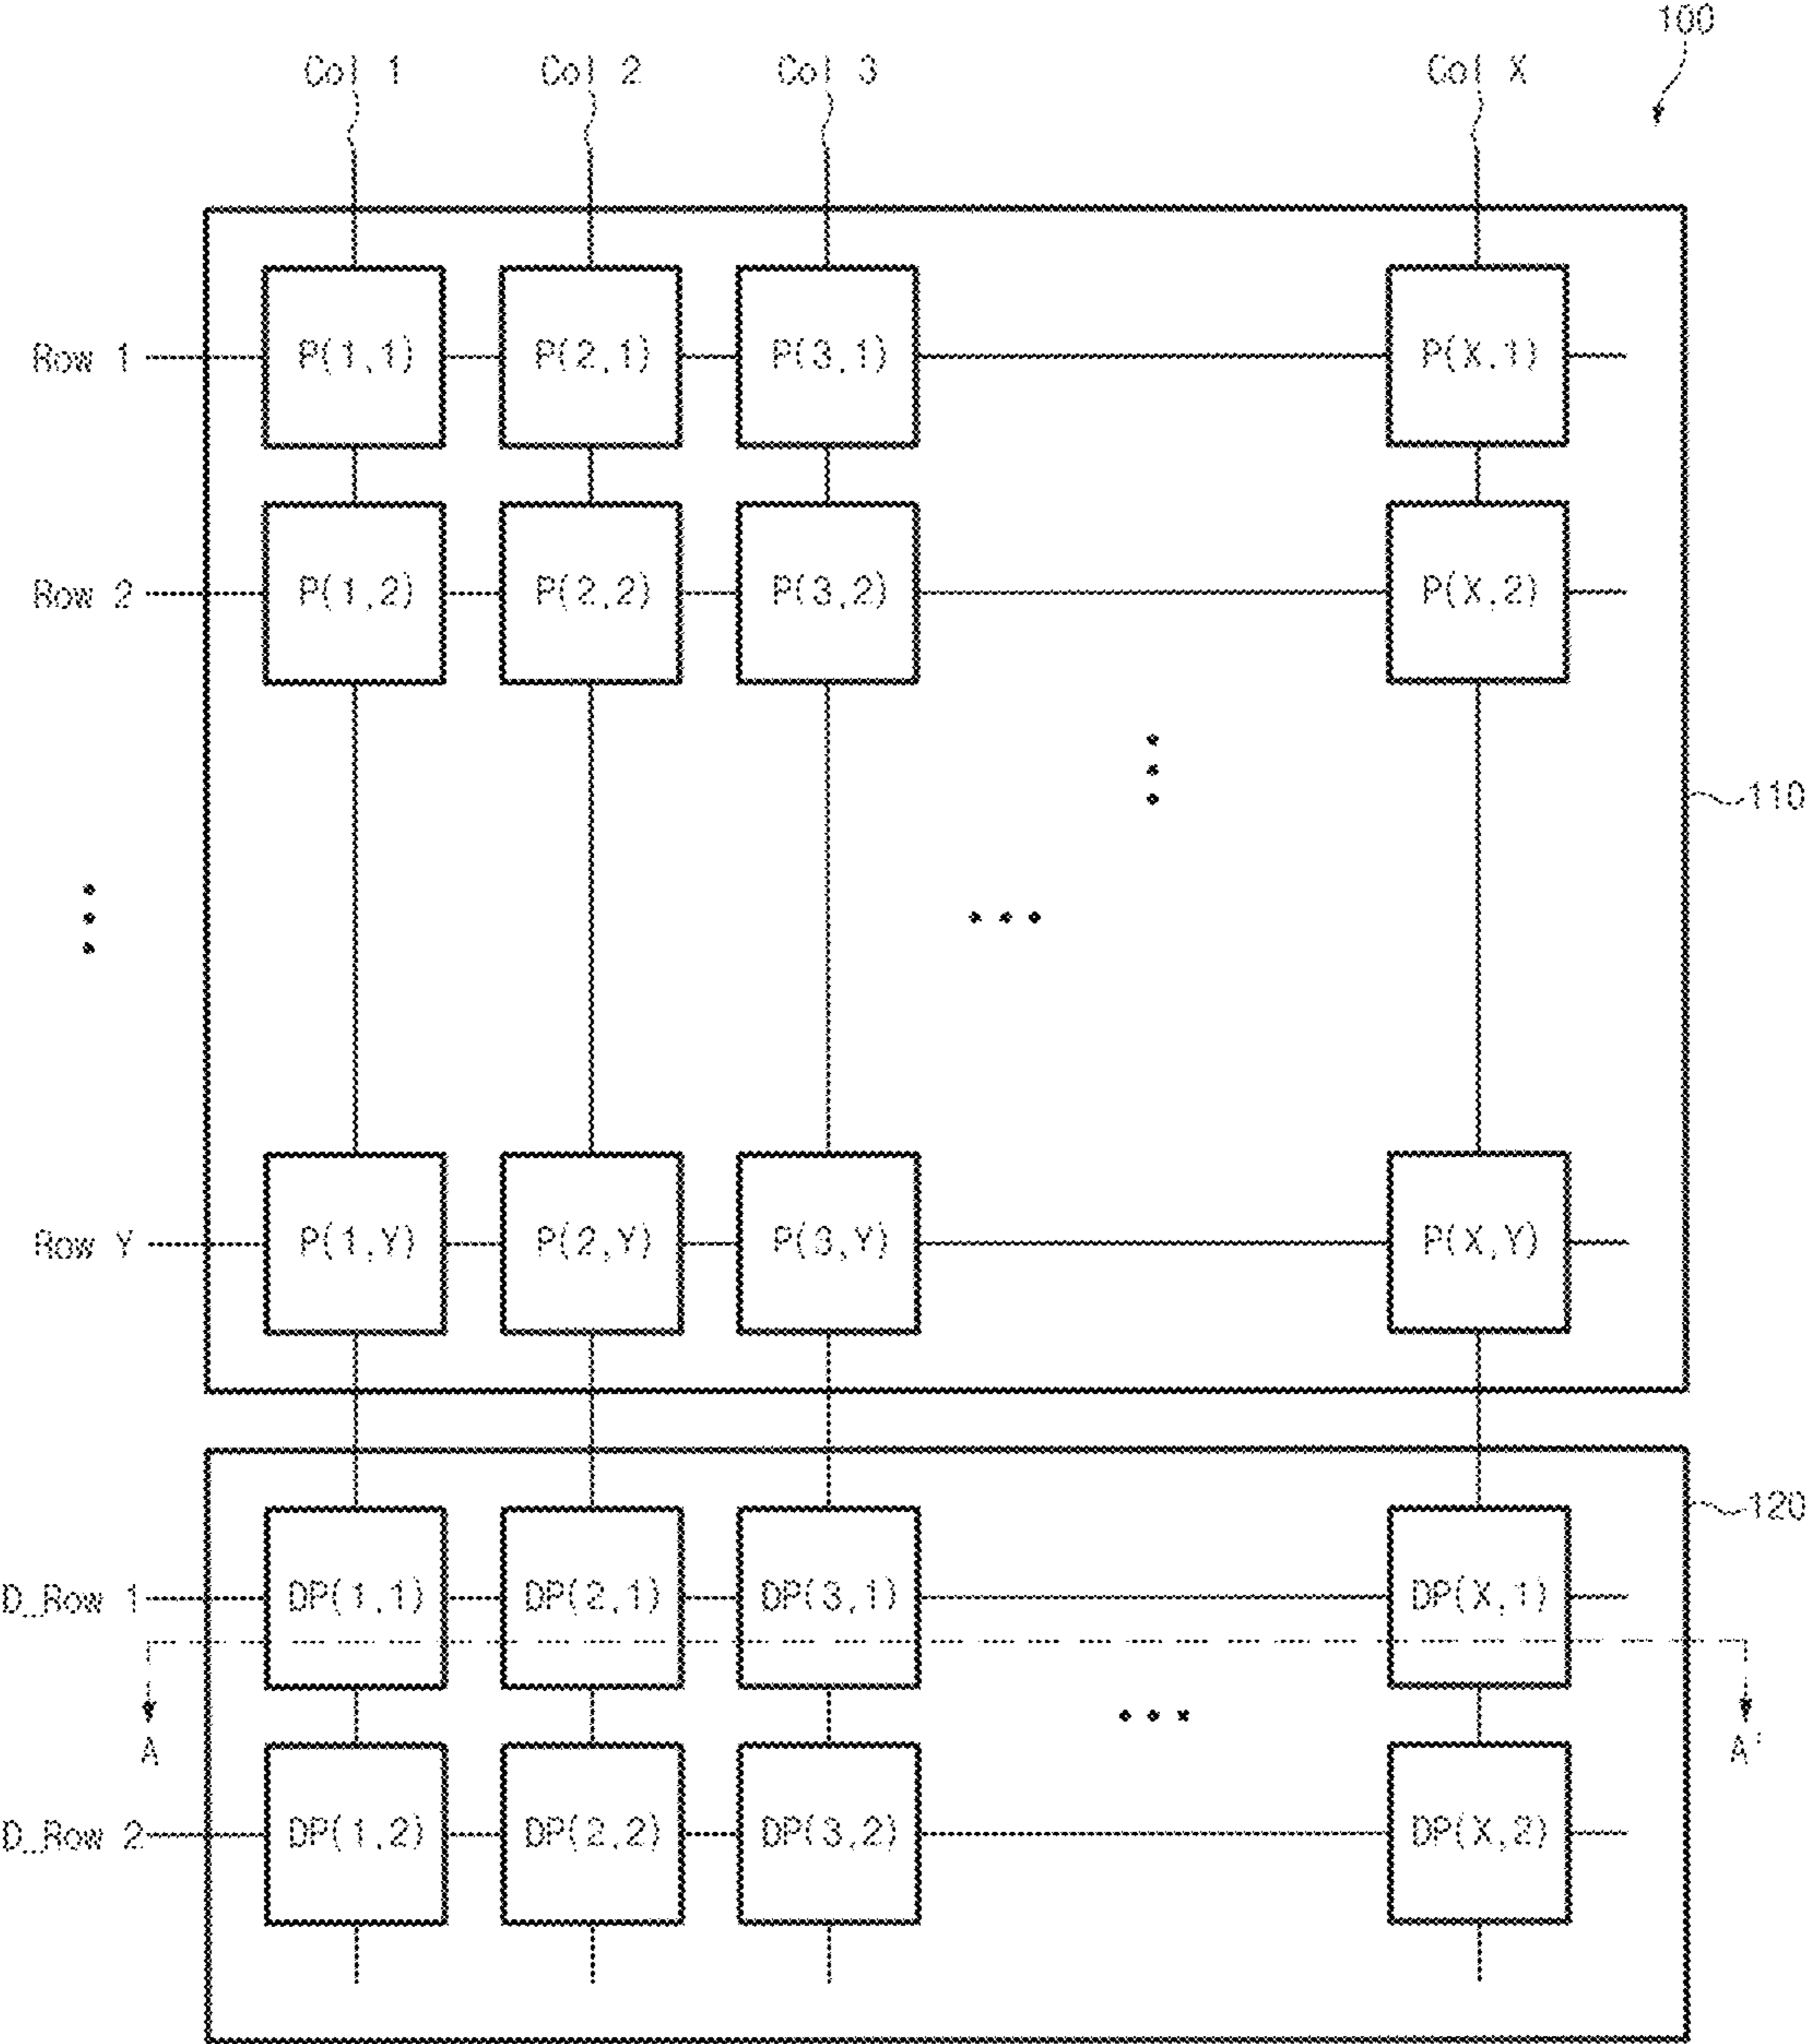 100
Col 1 Col 2 Col 3 Col X
Row 1 P(1,1) P(2,1) P(3,1) P(X,1)
Row 2 P(1,2) P(2,2) P(3,2) P(X,2)
110
Row Y P(1,Y) P(2,Y) P(3,Y) P(X,Y)
120
D_Row 1 DP(1,1) DP(2,1) DP(3,1) DP(X,1)
A A'
D_Row 2 DP(1,2) DP(2,2) DP(3,2) DP(X,2)